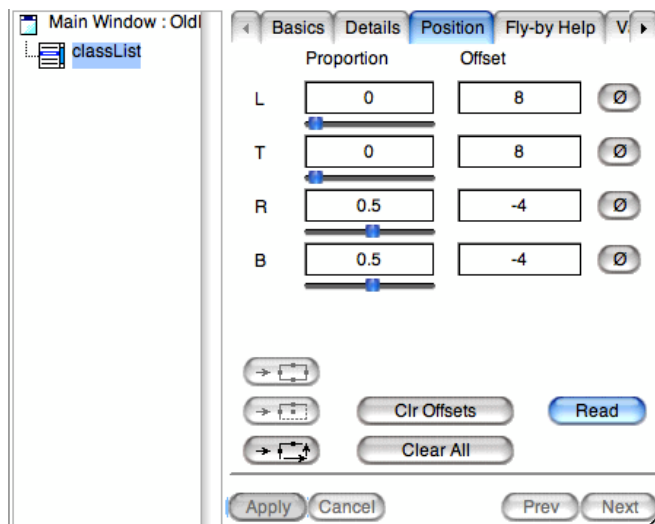 Main Window : Old
classList
Basics Details Position Fly-by Help
Proportion Offset
L 0 8 Ø
T 0 8 Ø
R 0.5 -4 Ø
B 0.5 -4 Ø
Clr Offsets Read
Clear All
Apply Cancel Prev Next